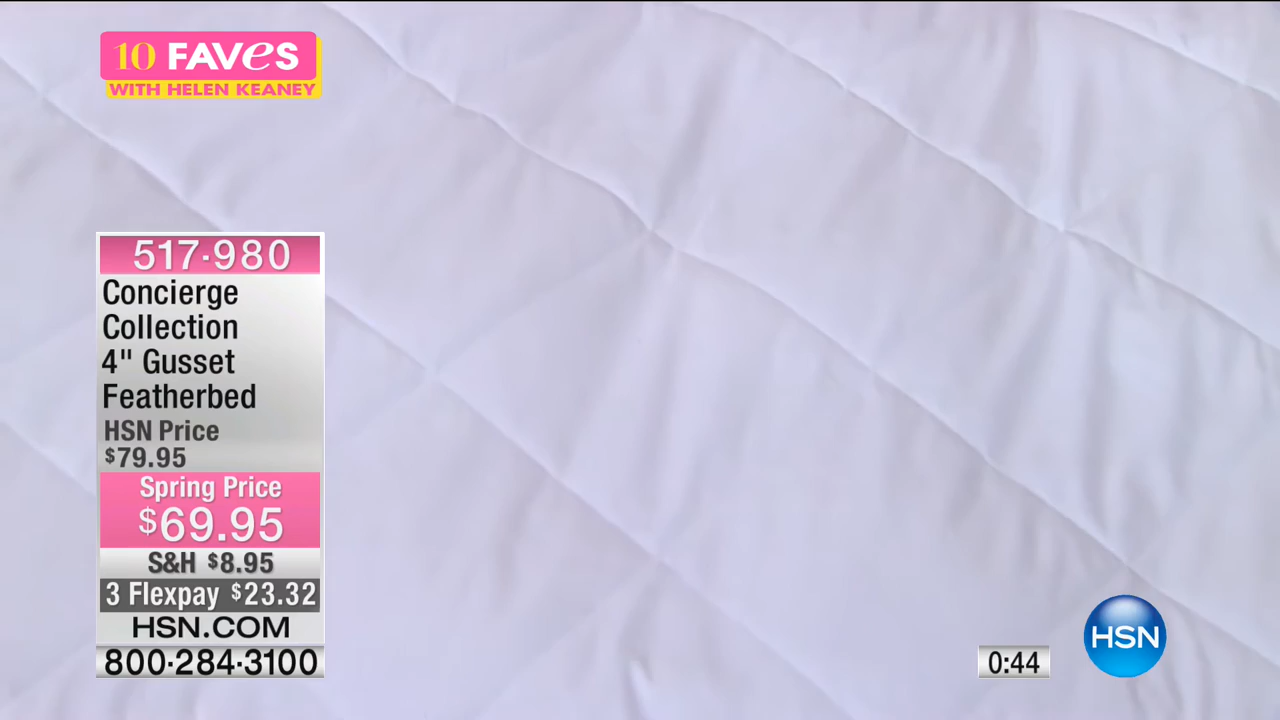 10 FAVeS
WITH HELEN KEANEY
517-980
Concierge
Collection
4" Gusset
Featherbed
HSN Price
$79.95
Spring Price
$69.95
S&H $8.95
3 Flexpay $23.32
HSN.COM
800·284·3100
0:44
HSN